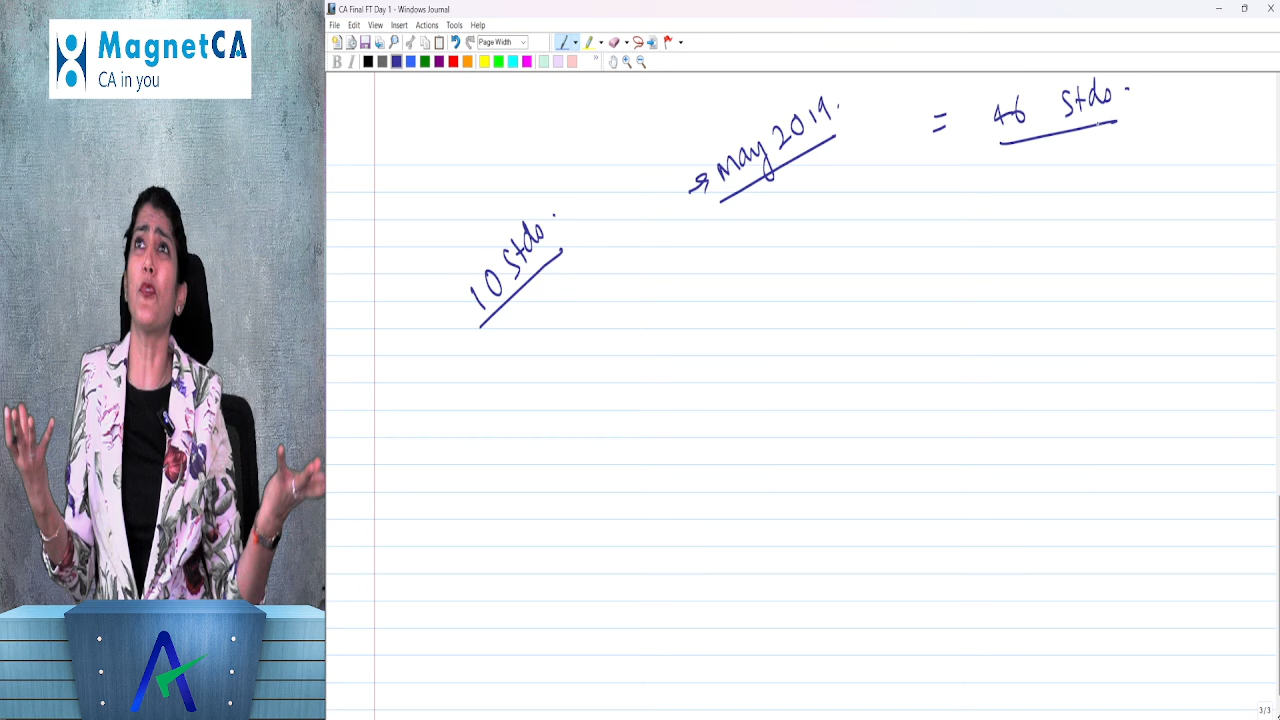 MagnetCA
CA in you
CA Final FT Day 1 - Windows Journal
File Edit View Insert Actions Tools Help
Page Width
B I
→ May 2019.
= 46 Stds.
10 Stds.
3/3